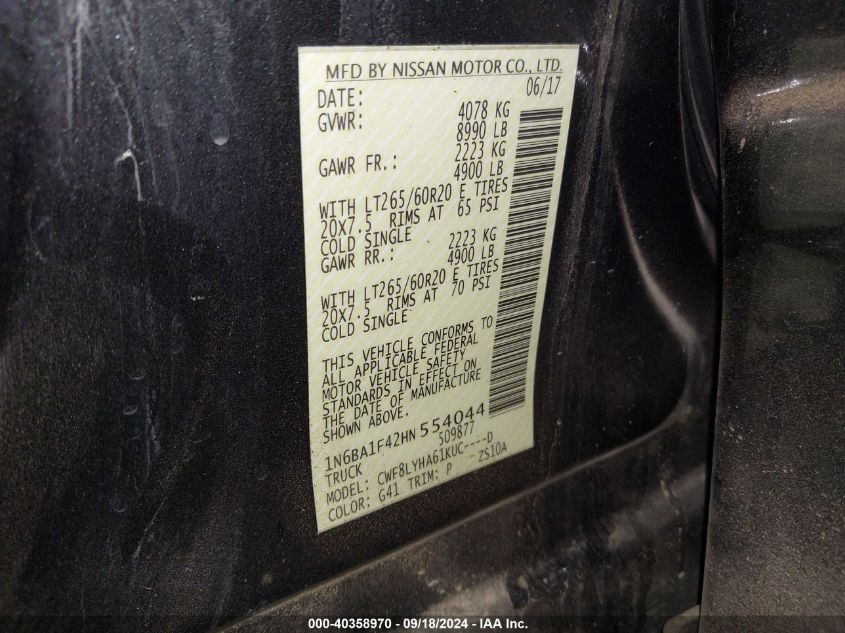 MFD BY NISSAN MOTOR CO., LTD.
DATE: 06/17
GVWR: 4078 KG
8990 LB
GAWR FR.: 2223 KG
4900 LB
WITH LT265/60R20 E TIRES
20X7.5 RIMS AT 65 PSI
COLD SINGLE
GAWR RR.: 2223 KG
4900 LB
WITH LT265/60R20 E TIRES
20X7.5 RIMS AT 70 PSI
COLD SINGLE
THIS VEHICLE CONFORMS TO
ALL APPLICABLE FEDERAL
MOTOR VEHICLE SAFETY
STANDARDS IN EFFECT ON
THE DATE OF MANUFACTURE
SHOWN ABOVE.
1N6BA1F42HN 554044
TRUCK 509877
MODEL: CWF8LYHA61KUC----D
COLOR: G41 TRIM: P ZS10A
000-40358970 - 09/18/2024 - IAA Inc.